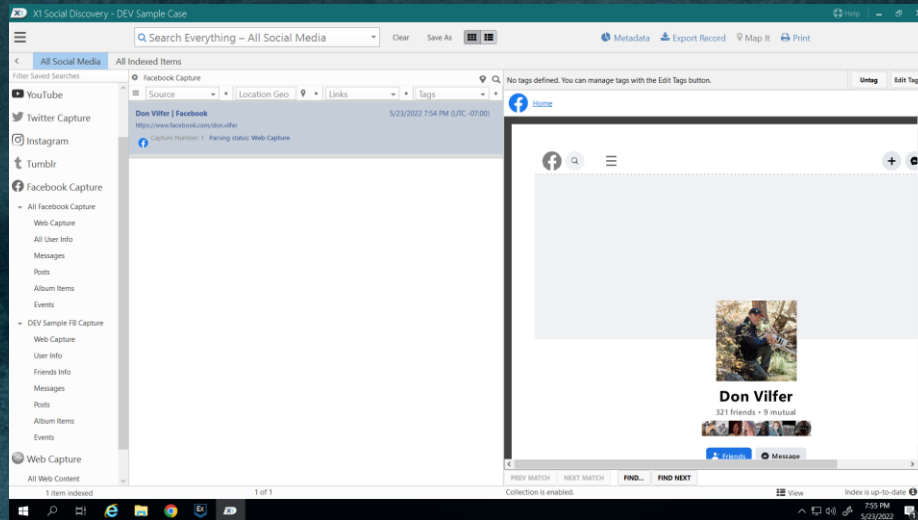 X1 Social Discovery - DEV Sample Case
Help
Search Everything – All Social Media
Clear
Save As
Metadata
Export Record
Map It
Print
All Social Media
All Indexed Items
Filter Saved Searches
YouTube
Twitter Capture
Instagram
Tumblr
Facebook Capture
All Facebook Capture
Web Capture
All User Info
Messages
Posts
Album Items
Events
DEV Sample FB Capture
Web Capture
User Info
Friends Info
Messages
Posts
Album Items
Events
Web Capture
All Web Content
1 item indexed
Facebook Capture
Source
Location Geo
Links
Tags
Don Vilfer | Facebook
5/23/2022 7:54 PM (UTC -07:00)
https://www.facebook.com/don.vilfer
Capture Number: 1 Parsing status: Web Capture
1 of 1
No tags defined. You can manage tags with the Edit Tags button.
Untag
Edit Tag
Home
Don Vilfer
321 friends • 9 mutual
Friends
Message
PREV MATCH
NEXT MATCH
FIND...
FIND NEXT
Collection is enabled.
View
Index is up-to-date
7:55 PM
5/23/2022